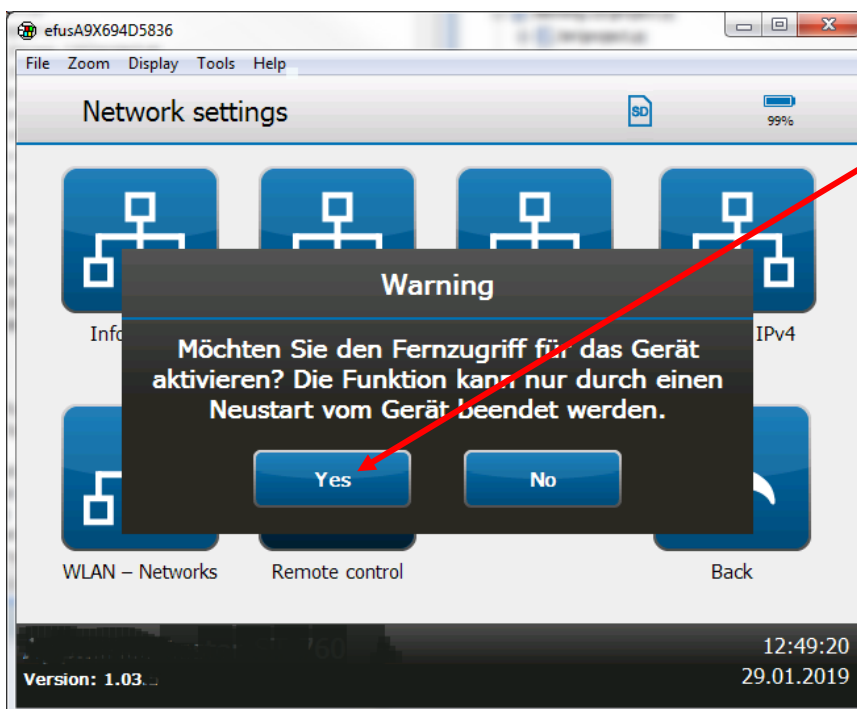 efusA9X694D5836
File Zoom Display Tools Help
Network settings
SD
99%
Warning
Möchten Sie den Fernzugriff für das Gerät
aktivieren? Die Funktion kann nur durch einen
Neustart vom Gerät beendet werden.
Yes No
Info
IPv4
WLAN – Networks Remote control Back
12:49:20
Version: 1.03 29.01.2019